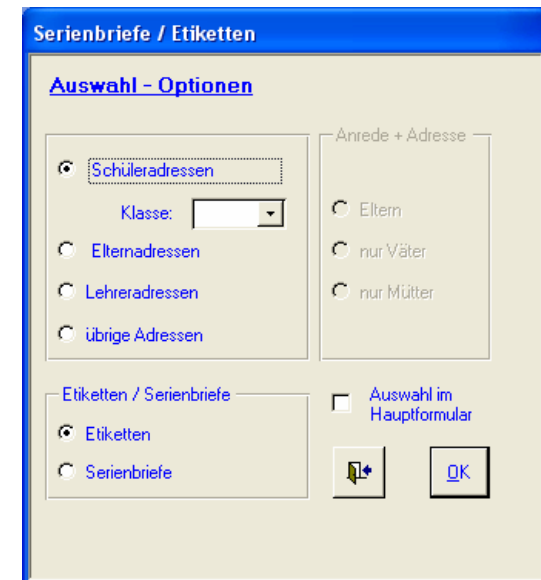 Serienbriefe / Etiketten
Auswahl - Optionen
Schüleradressen
Klasse:
Elternadressen
Lehreradressen
übrige Adressen
Anrede + Adresse
Eltern
nur Väter
nur Mütter
Etiketten / Serienbriefe
Etiketten
Serienbriefe
Auswahl im
Hauptformular
OK